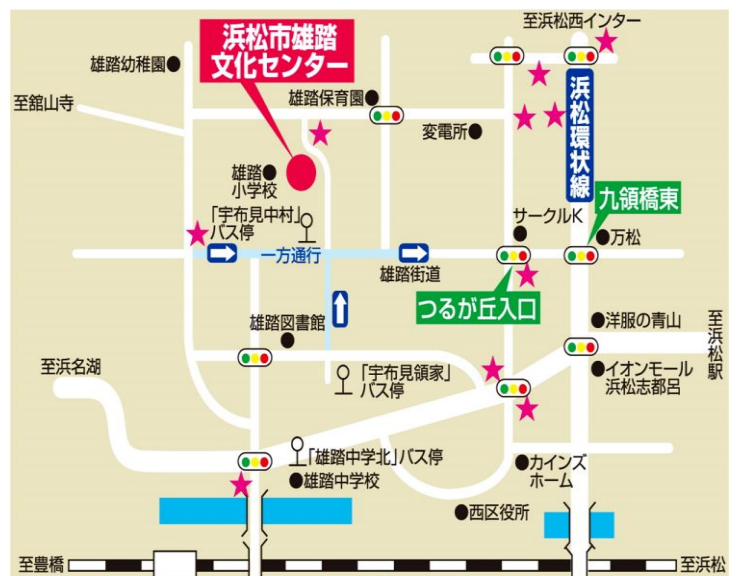 至浜松西インター
浜松市雄踏
文化センター
雄踏幼稚園
雄踏保育園
至舘山寺
変電所
浜松環状線
雄踏
小学校
九領橋東
「宇布見中村」
バス停
サークルK
万松
一方通行
雄踏街道
つるが丘入口
雄踏図書館
洋服の青山
至浜松駅
至浜名湖
「宇布見領家」
バス停
イオンモール
浜松志都呂
「雄踏中学北」バス停
雄踏中学校
カインズ
ホーム
西区役所
至豊橋
至浜松